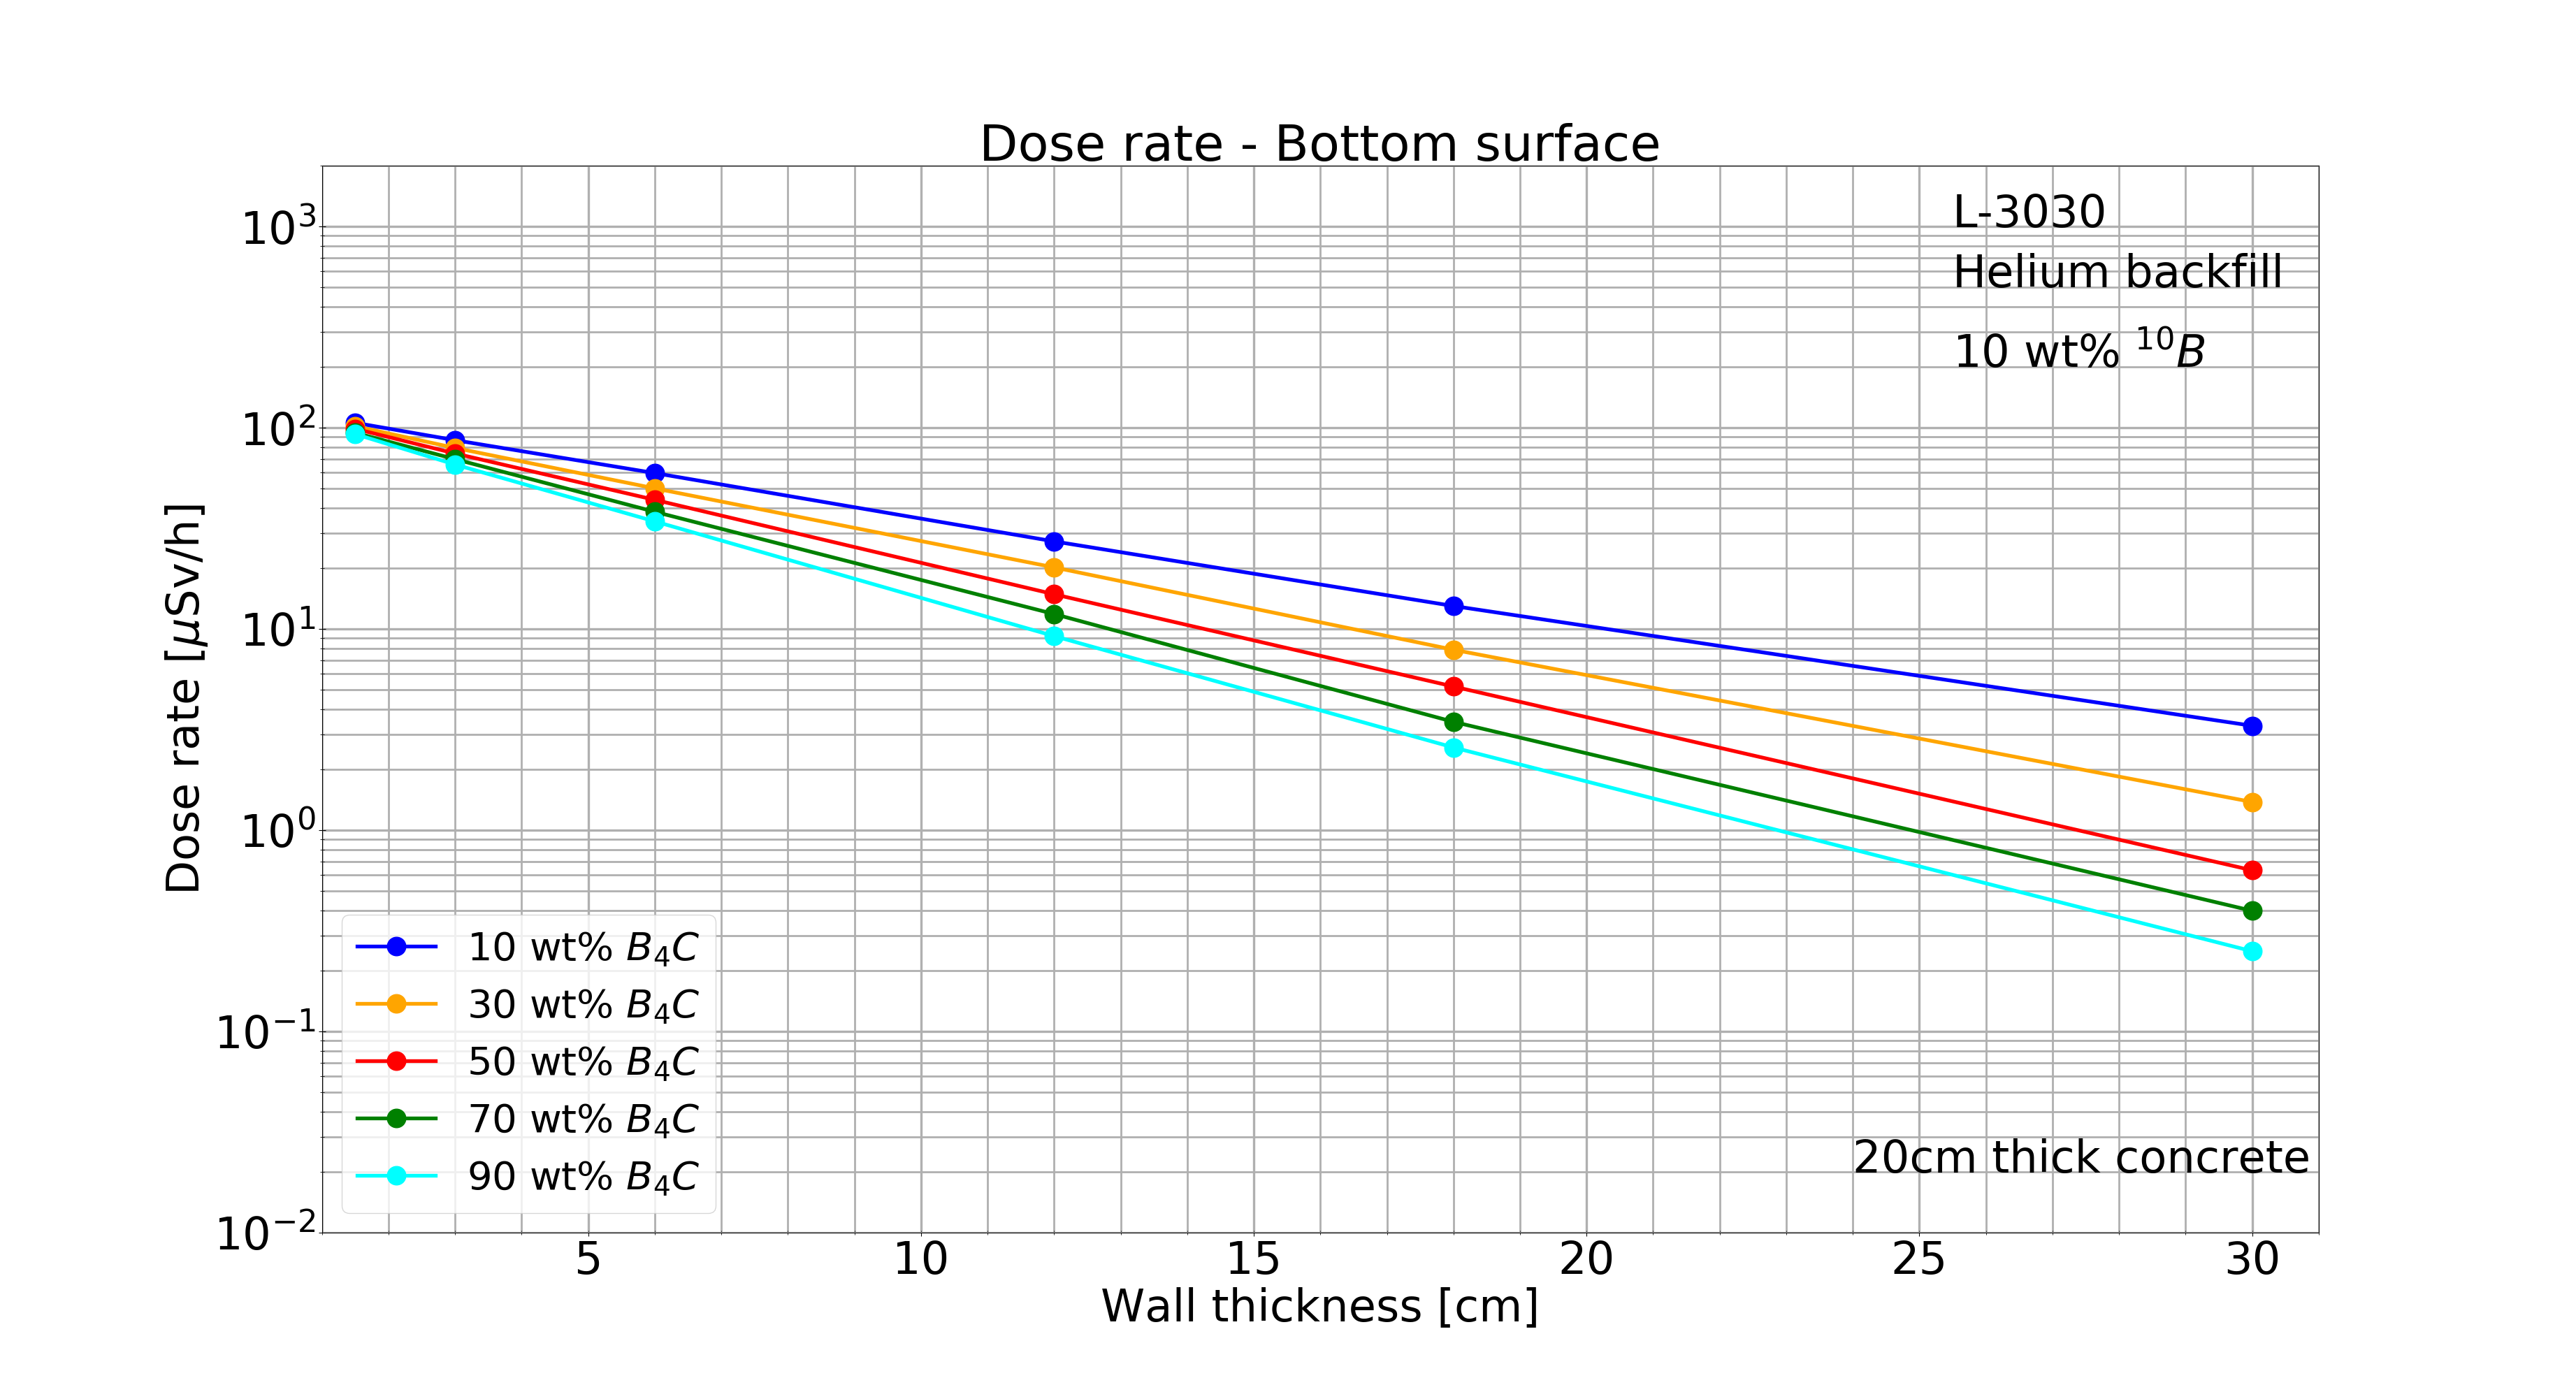 Dose rate - Bottom surface
L-3030
Helium backfill
10 wt% ¹⁰B
10³
10²
10¹
10⁰
10⁻¹
10⁻²
Dose rate [μSv/h]
10 wt% B₄C
30 wt% B₄C
50 wt% B₄C
70 wt% B₄C
90 wt% B₄C
20cm thick concrete
5 10 15 20 25 30
Wall thickness [cm]